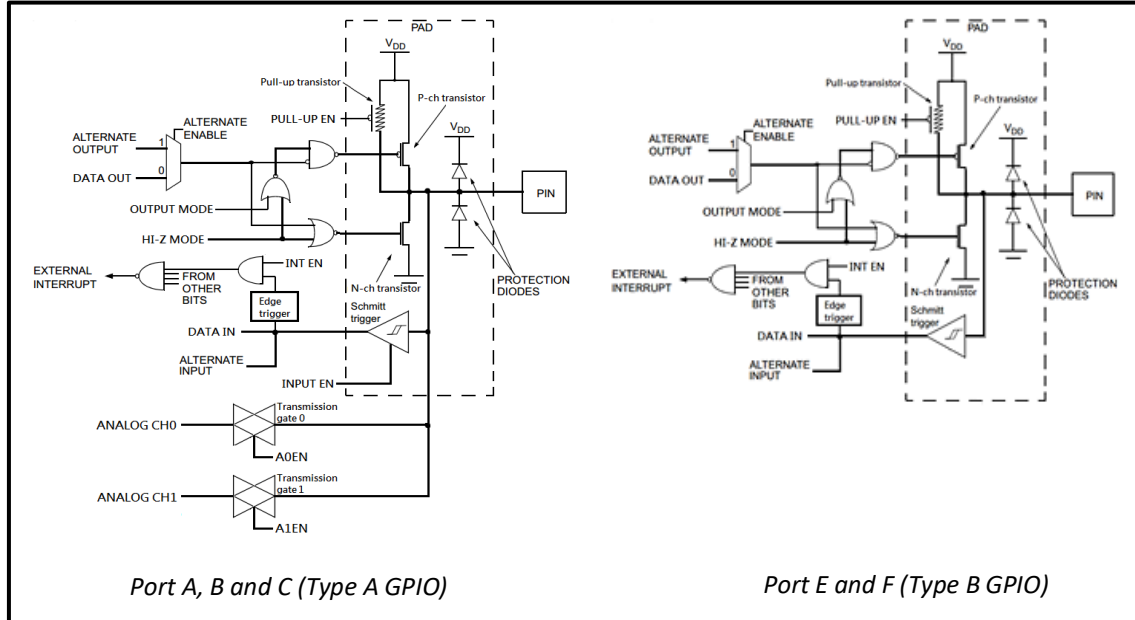 PAD
VDD
Pull-up transistor
P-ch transistor
PULL-UP EN
VDD
ALTERNATE
ENABLE
ALTERNATE
OUTPUT
1
0
DATA OUT
PIN
OUTPUT MODE
HI-Z MODE
INT EN
EXTERNAL
INTERRUPT
FROM
OTHER
BITS
N-ch transistor
PROTECTION
DIODES
Edge
trigger
Schmitt
trigger
DATA IN
ALTERNATE
INPUT
INPUT EN
Transmission
gate 0
ANALOG CH0
A0EN
Transmission
gate 1
ANALOG CH1
A1EN
Port A, B and C (Type A GPIO)
PAD
VDD
Pull-up transistor
P-ch transistor
PULL-UP EN
VDD
ALTERNATE
ENABLE
ALTERNATE
OUTPUT
1
0
DATA OUT
PIN
OUTPUT MODE
HI-Z MODE
INT EN
EXTERNAL
INTERRUPT
FROM
OTHER
BITS
N-ch transistor
PROTECTION
DIODES
Edge
trigger
Schmitt
trigger
DATA IN
ALTERNATE
INPUT
Port E and F (Type B GPIO)